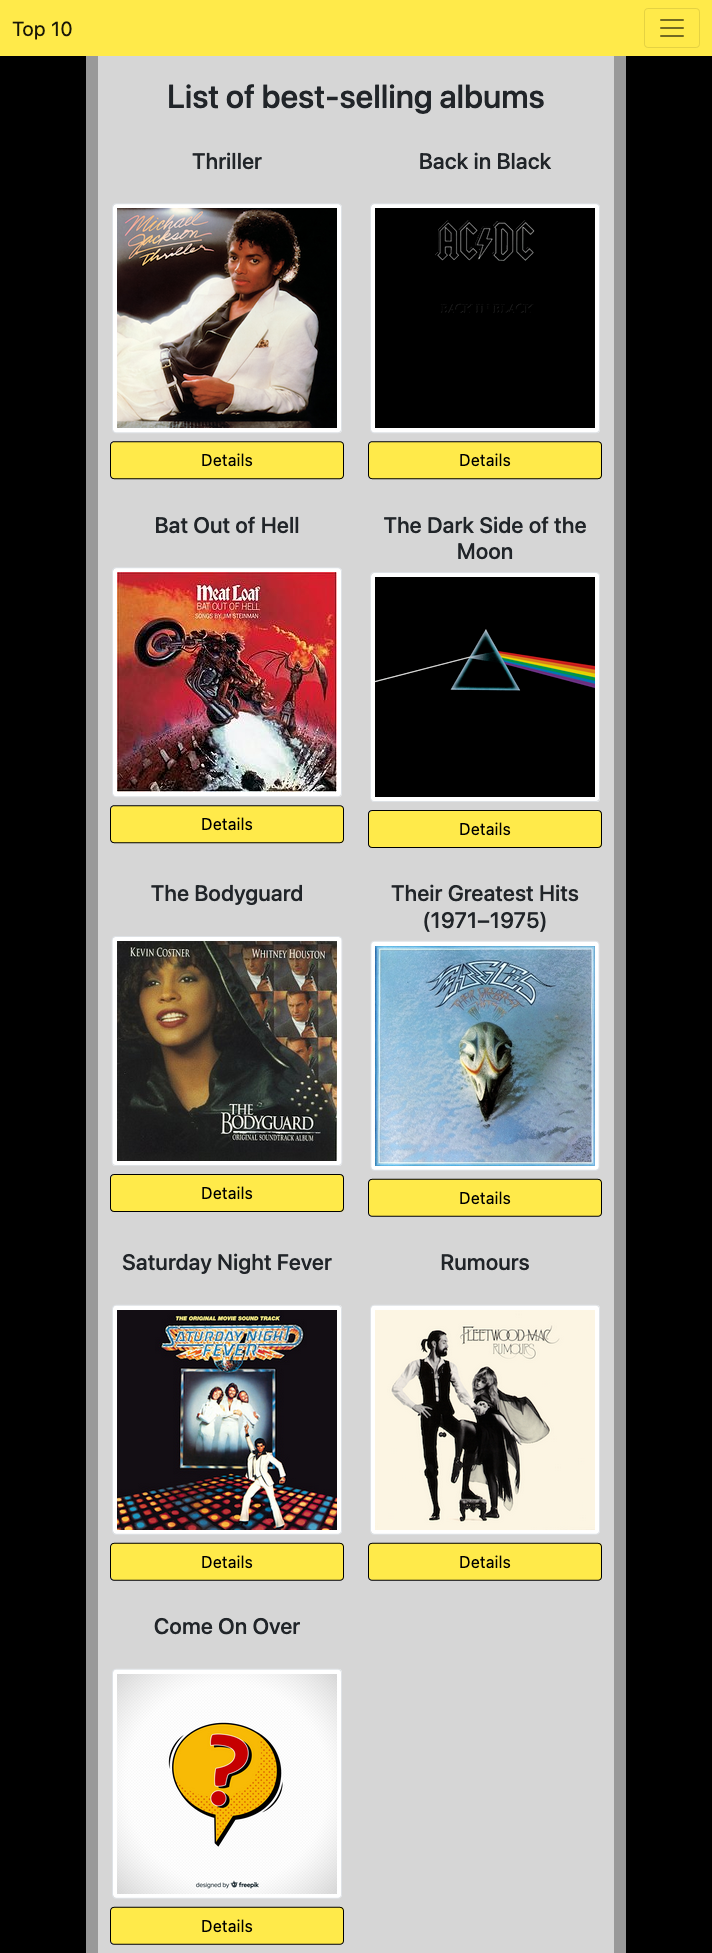 Top 10
List of best-selling albums
Thriller
Back in Black
Michael
Jackson
Thriller
AC/DC
BACK IN BLACK
Details
Details
Bat Out of Hell
The Dark Side of the
Moon
Meat Loaf
BAT OUT OF HELL
SONGS BY JIM STEINMAN
Details
Details
The Bodyguard
Their Greatest Hits
(1971–1975)
KEVIN COSTNER
WHITNEY HOUSTON
THE
BODYGUARD
ORIGINAL SOUNDTRACK ALBUM
EAGLES
THEIR GREATEST
Details
Details
Saturday Night Fever
Rumours
THE ORIGINAL MOVIE SOUND TRACK
SATURDAY NIGHT
FEVER
FLEETWOOD MAC
RUMOURS
Details
Details
Come On Over
?
designed by freepik
Details